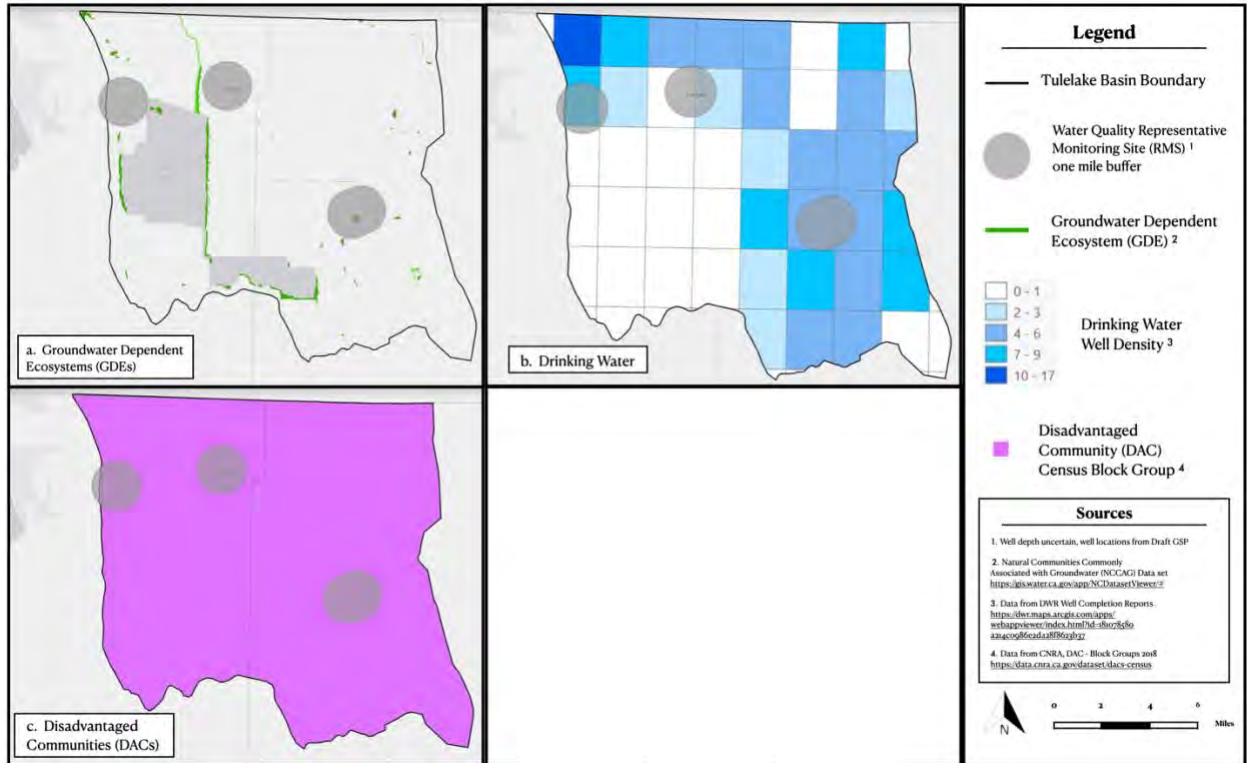 a. Groundwater Dependent
Ecosystems (GDEs)
b. Drinking Water
c. Disadvantaged
Communities (DACs)
Legend
Tulelake Basin Boundary
Water Quality Representative
Monitoring Site (RMS) ¹
one mile buffer
Groundwater Dependent
Ecosystem (GDE) ²
0 - 1
2 - 3
4 - 6
7 - 9
10 - 17
Drinking Water
Well Density ³
Disadvantaged
Community (DAC)
Census Block Group ⁴
Sources
1. Well depth uncertain, well locations from Draft GSP
2. Natural Communities Commonly
Associated with Groundwater (NCCAG) Data set
https://gis.water.ca.gov/app/NCDatasetViewer/#
3. Data from DWR Well Completion Reports
https://dwr.maps.arcgis.com/apps/
webappviewer/index.html?id=181078580
a214c0986e2da28f8623b37
4. Data from CNRA, DAC - Block Groups 2018
https://data.cnra.ca.gov/dataset/dacs-census
N
0 2 4 6
Miles